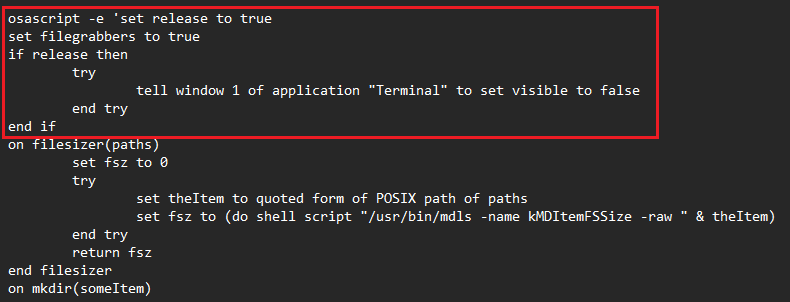 osascript -e 'set release to true
set filegrabbers to true
if release then
try
tell window 1 of application "Terminal" to set visible to false
end try
end if
on filesizer(paths)
set fsz to 0
try
set theItem to quoted form of POSIX path of paths
set fsz to (do shell script "/usr/bin/mdls -name kMDItemFSSize -raw " & theItem)
end try
return fsz
end filesizer
on mkdir(someItem)